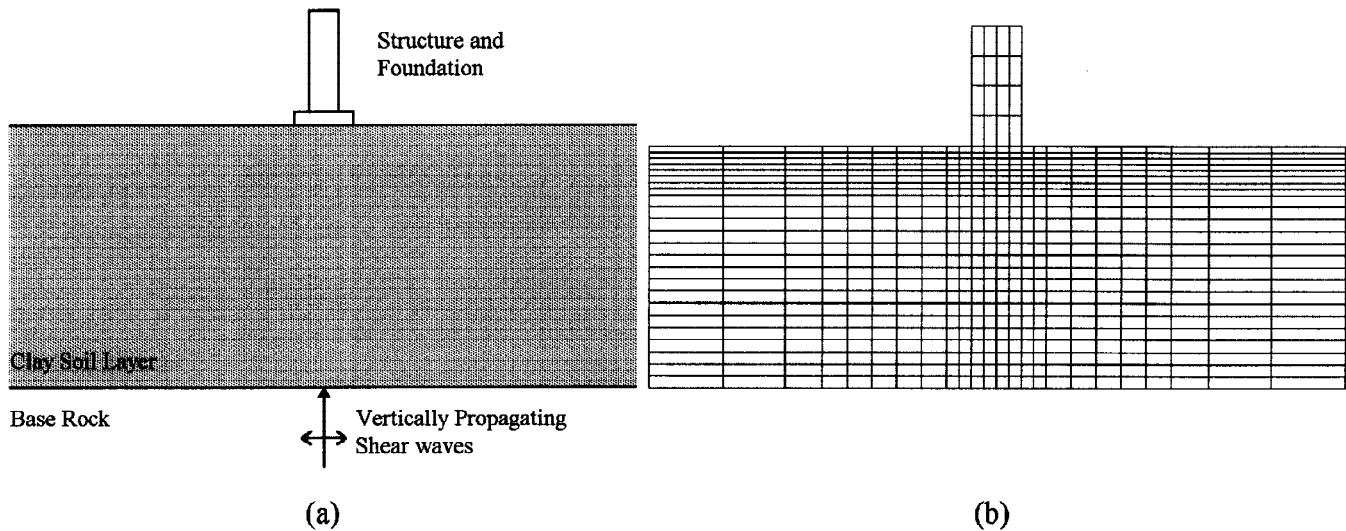 Structure and
Foundation
Clay Soil Layer
Base Rock
Vertically Propagating
Shear waves
(a)
(b)